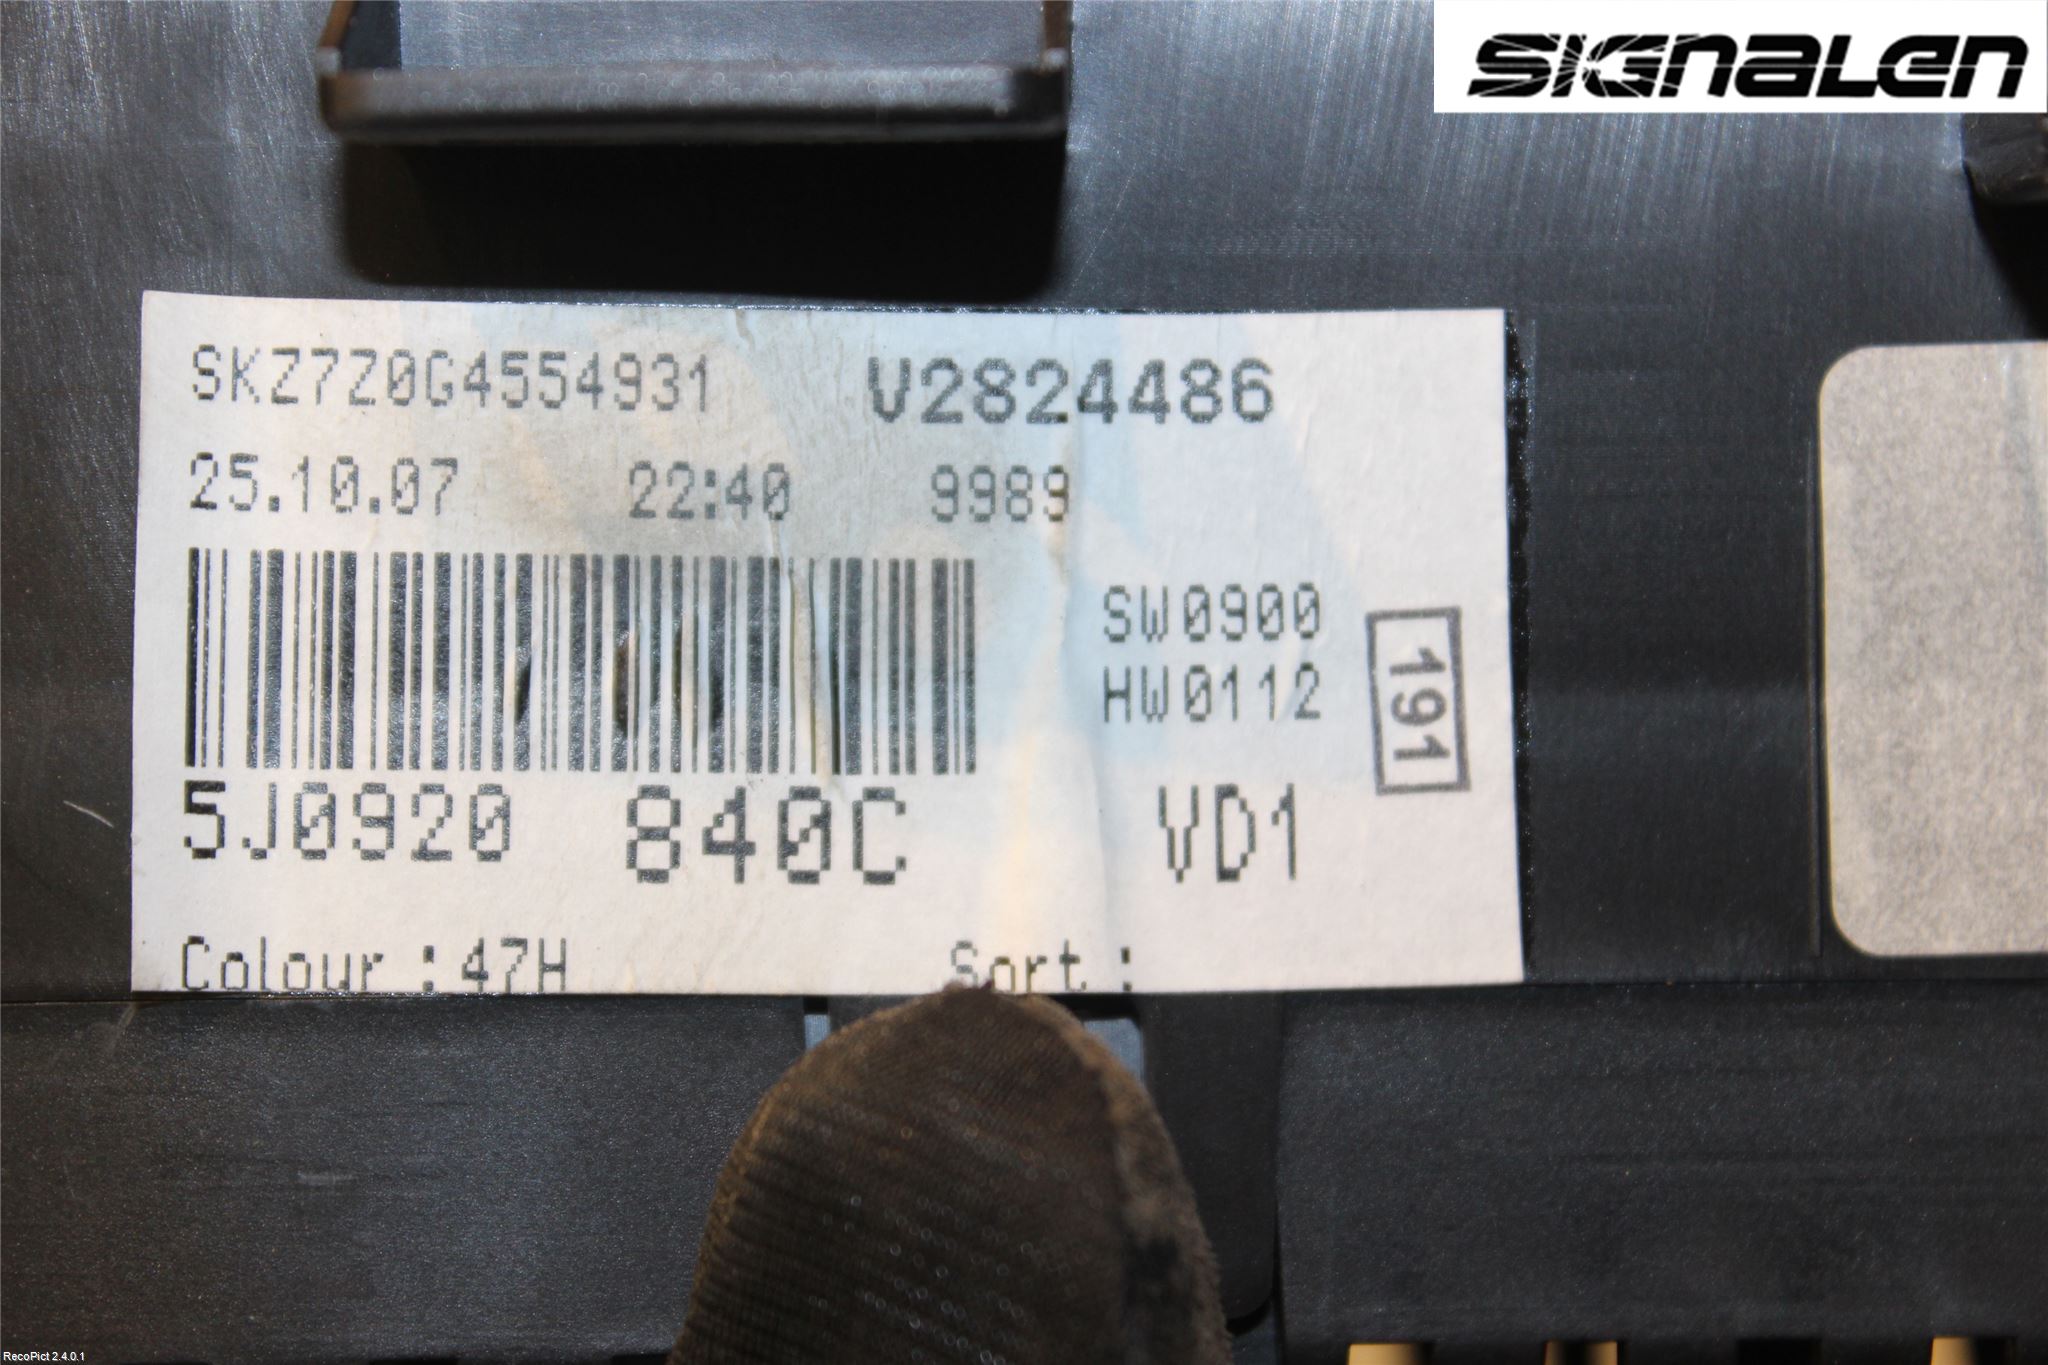 SIGNALEN
SKZ7Z0G4554931 V2824486
25.10.07 22:40 9989
SW0900
HW0112
191
5J0920 840C VD1
Colour : 47H Sort :
RecoPict 2.4.0.1